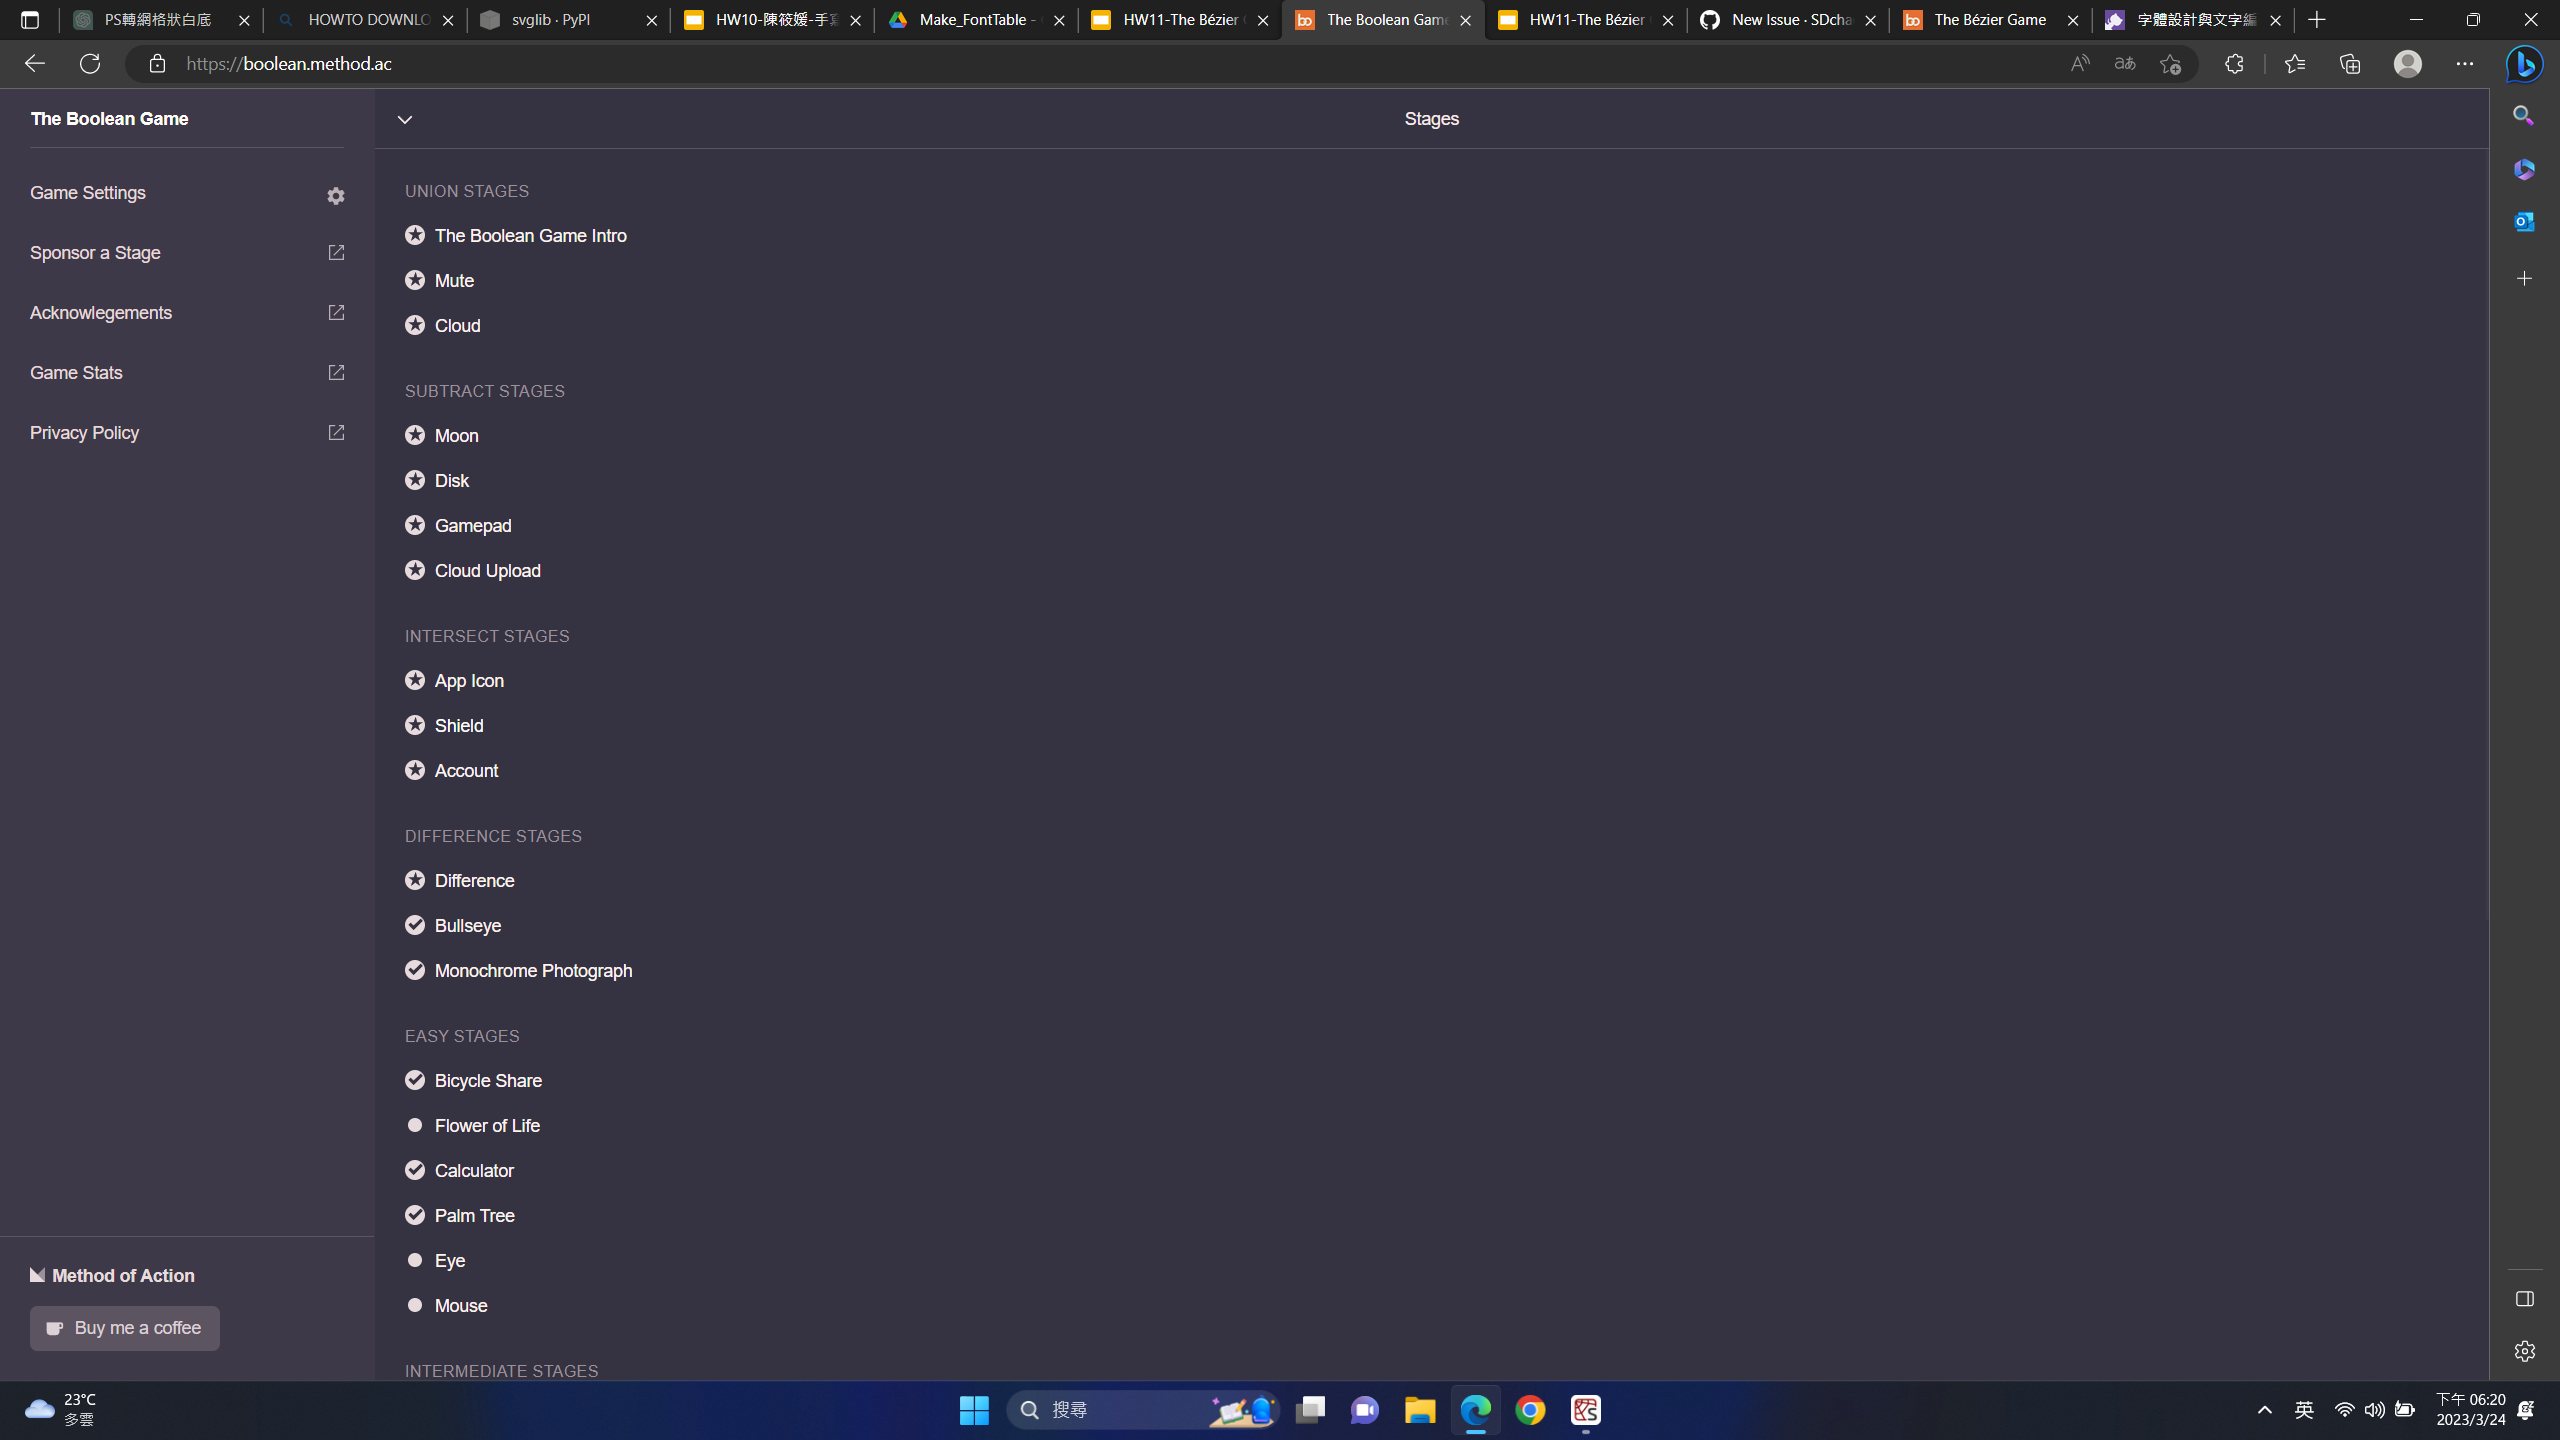 PS轉網格狀白底
HOWTO DOWNLO
svglib · PyPI
HW10-陳筱媛-手
Make_FontTable -
HW11-The Bézier
The Boolean Game
HW11-The Bézier
New Issue · SDcha
The Bézier Game
字體設計與文字編
https://boolean.method.ac
The Boolean Game
Game Settings
Sponsor a Stage
Acknowlegements
Game Stats
Privacy Policy
Method of Action
Buy me a coffee
Stages
UNION STAGES
The Boolean Game Intro
Mute
Cloud
SUBTRACT STAGES
Moon
Disk
Gamepad
Cloud Upload
INTERSECT STAGES
App Icon
Shield
Account
DIFFERENCE STAGES
Difference
Bullseye
Monochrome Photograph
EASY STAGES
Bicycle Share
Flower of Life
Calculator
Palm Tree
Eye
Mouse
INTERMEDIATE STAGES
23°C
多雲
搜尋
英
下午 06:20
2023/3/24